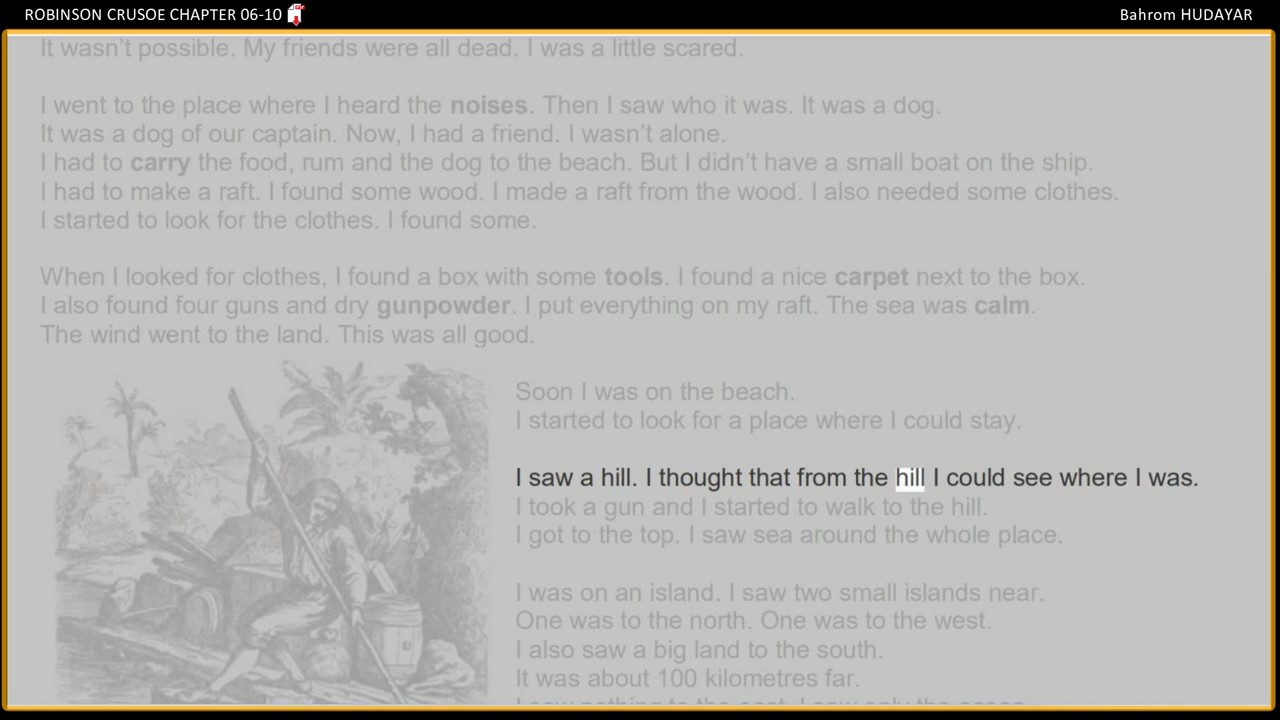 ROBINSON CRUSOE CHAPTER 06-10
Bahrom HUDAYAR
It wasn't possible. My friends were all dead. I was a little scared.
I went to the place where I heard the noises. Then I saw who it was. It was a dog.
It was a dog of our captain. Now, I had a friend. I wasn't alone.
I had to carry the food, rum and the dog to the beach. But I didn't have a small boat on the ship.
I had to make a raft. I found some wood. I made a raft from the wood. I also needed some clothes.
I started to look for the clothes. I found some.
When I looked for clothes, I found a box with some tools. I found a nice carpet next to the box.
I also found four guns and dry gunpowder. I put everything on my raft. The sea was calm.
The wind went to the land. This was all good.
Soon I was on the beach.
I started to look for a place where I could stay.
I saw a hill. I thought that from the hill I could see where I was.
I took a gun and I started to walk to the hill.
I got to the top. I saw sea around the whole place.
I was on an island. I saw two small islands near.
One was to the north. One was to the west.
I also saw a big land to the south.
It was about 100 kilometres far.
I saw nothing to the east. I saw only the ocean.